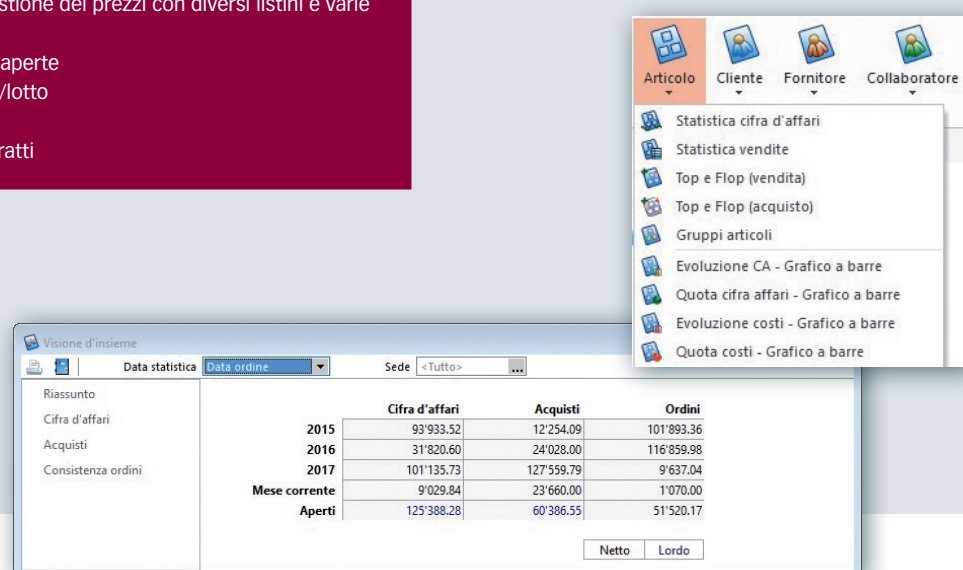 stione dei prezzi con diversi listini e varie
aperte
/lotto
ratti
Articolo Cliente Fornitore Collaboratore
Statistica cifra d'affari
Statistica vendite
Top e Flop (vendita)
Top e Flop (acquisto)
Gruppi articoli
Evoluzione CA - Grafico a barre
Quota cifra affari - Grafico a barre
Evoluzione costi - Grafico a barre
Quota costi - Grafico a barre
Visione d'insieme
Data statistica Data ordine Sede <Tutto> ...
Riassunto
Cifra d'affari
Acquisti
Consistenza ordini
Cifra d'affari Acquisti Ordini
2015 93'933.52 12'254.09 101'893.36
2016 31'820.60 24'028.00 116'859.98
2017 101'135.73 127'559.79 9'637.04
Mese corrente 9'029.84 23'660.00 1'070.00
Aperti 125'388.28 60'386.55 51'520.17
Netto Lordo